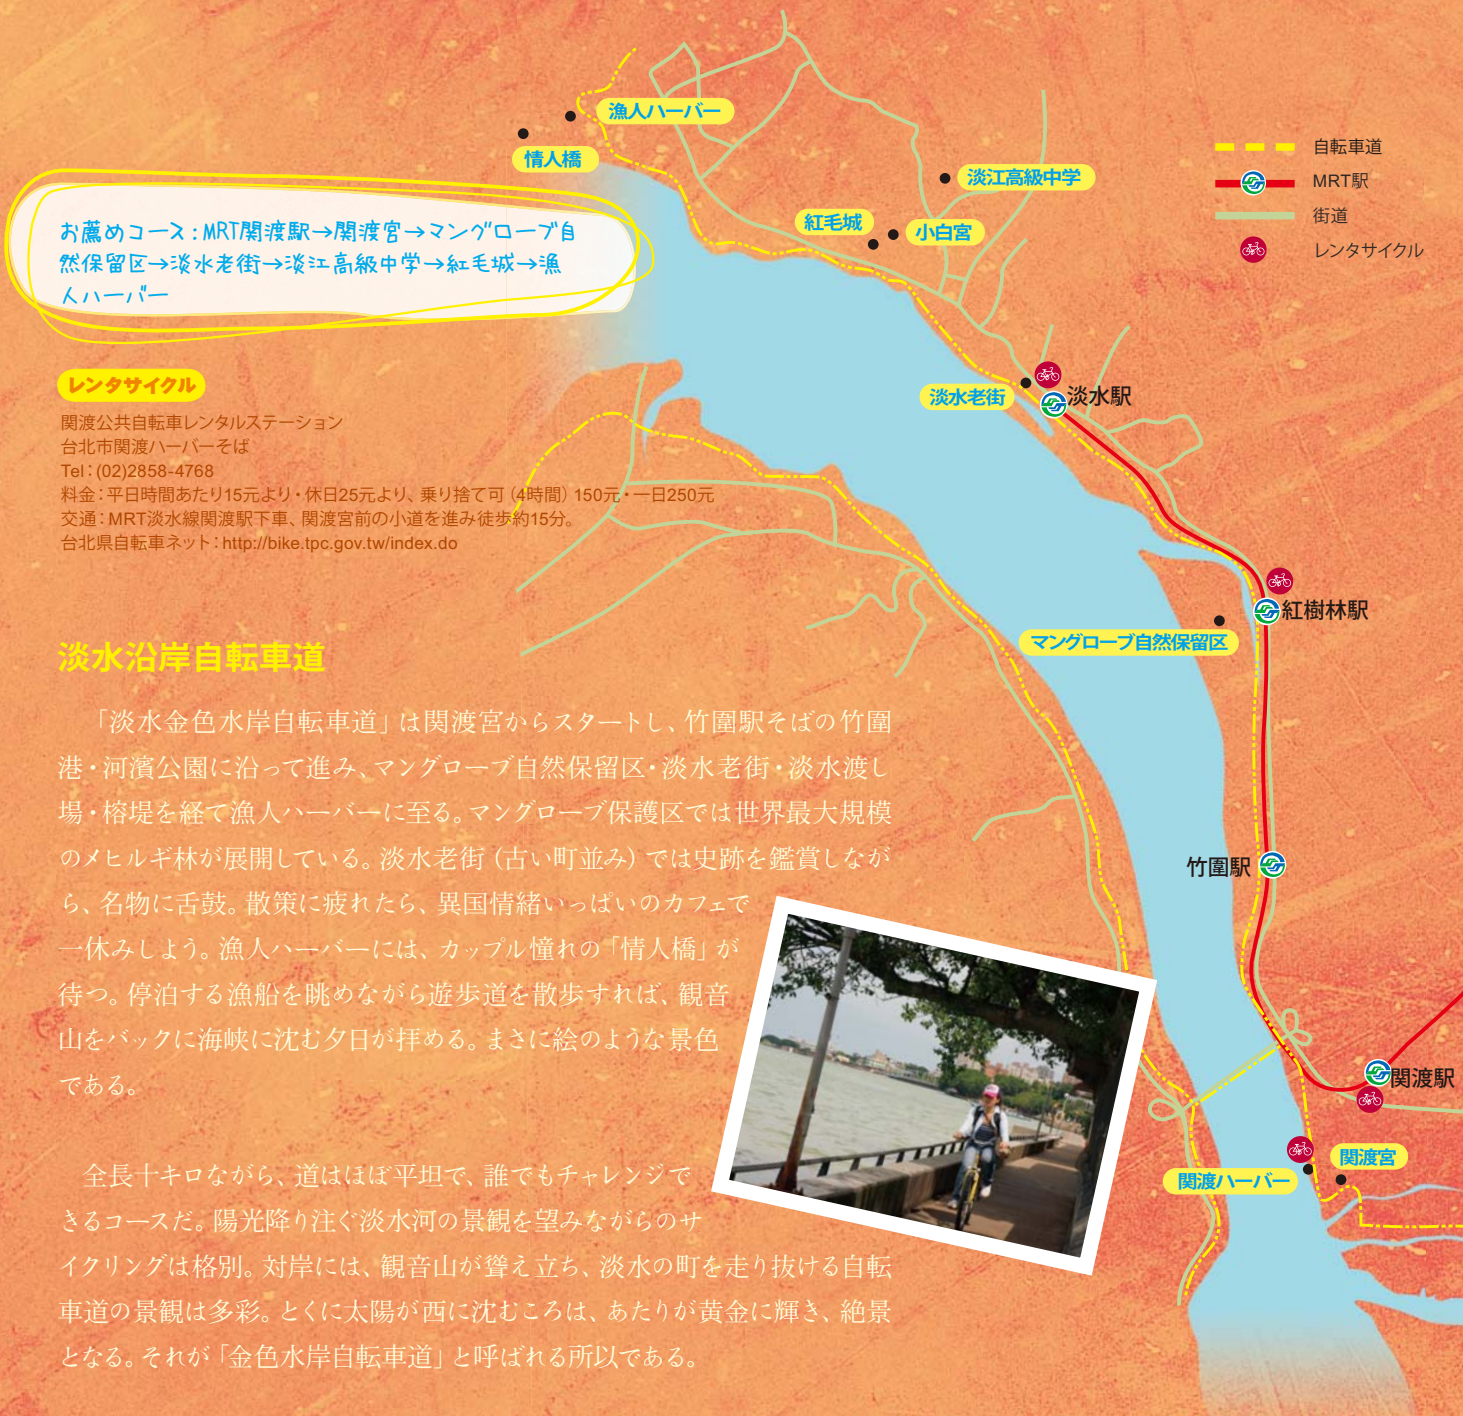 漁人ハーバー
情人橋
淡江高級中学
紅毛城
小白宮
自転車道
MRT駅
街道
レンタサイクル
お薦めコース：MRT関渡駅→関渡宮→マングローブ自
然保留区→淡水老街→淡江高級中学→紅毛城→漁
人ハーバー
レンタサイクル
関渡公共自転車レンタルステーション
台北市関渡ハーバーそば
Tel：(02)2858-4768
料金：平日時間あたり15元より・休日25元より、乗り捨て可（4時間）150元・一日250元
交通：MRT淡水線関渡駅下車、関渡宮前の小道を進み徒歩約15分。
台北県自転車ネット：http://bike.tpc.gov.tw/index.do
淡水老街
淡水駅
紅樹林駅
マングローブ自然保留区
竹圍駅
関渡駅
関渡宮
関渡ハーバー
淡水沿岸自転車道
「淡水金色水岸自転車道」は関渡宮からスタートし、竹圍駅そばの竹圍
港・河濱公園に沿って進み、マングローブ自然保留区・淡水老街・淡水渡し
場・榕堤を経て漁人ハーバーに至る。マングローブ保護区では世界最大規模
のメヒルギ林が展開している。淡水老街（古い町並み）では史跡を鑑賞しなが
ら、名物に舌鼓。散策に疲れたら、異国情緒いっぱいのカフェで
一休みしよう。漁人ハーバーには、カップル憧れの「情人橋」が
待つ。停泊する漁船を眺めながら遊歩道を散歩すれば、観音
山をバックに海峡に沈む夕日が拝める。まさに絵のような景色
である。
全長十キロながら、道はほぼ平坦で、誰でもチャレンジで
きるコースだ。陽光降り注ぐ淡水河の景観を望みながらのサ
イクリングは格別。対岸には、観音山が聳え立ち、淡水の町を走り抜ける自転
車道の景観は多彩。とくに太陽が西に沈むころは、あたりが黄金に輝き、絶景
となる。それが「金色水岸自転車道」と呼ばれる所以である。